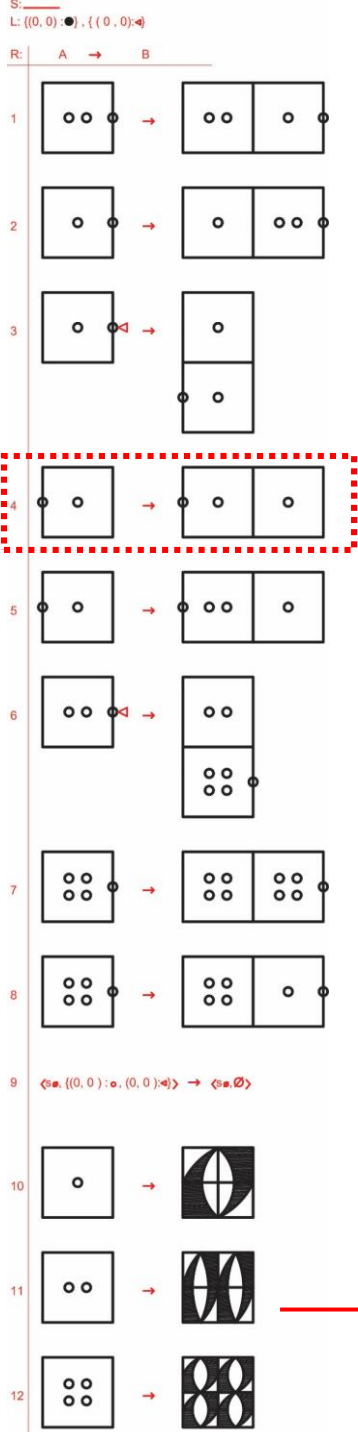 S:____
L: {(0, 0) :●} , { ( 0 , 0):◁}
R: A → B
1 →
2 →
3 →
4 →
5 →
6 →
7 →
8 →
9 ⟨s∅, {(0, 0 ) : o , (0, 0 ):◁}⟩ → ⟨s∅,Ø⟩
10 →
11 →
12 →